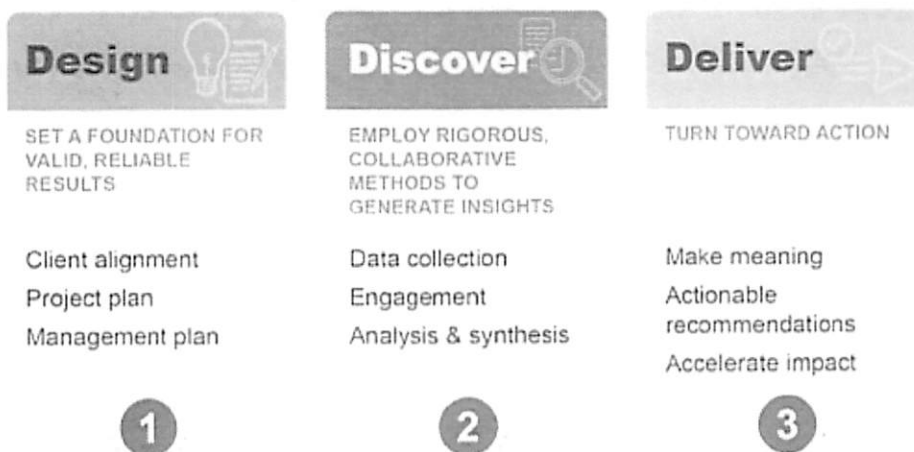 Design
SET A FOUNDATION FOR
VALID, RELIABLE
RESULTS
Client alignment
Project plan
Management plan
1
Discover
EMPLOY RIGOROUS,
COLLABORATIVE
METHODS TO
GENERATE INSIGHTS
Data collection
Engagement
Analysis & synthesis
2
Deliver
TURN TOWARD ACTION
Make meaning
Actionable
recommendations
Accelerate impact
3